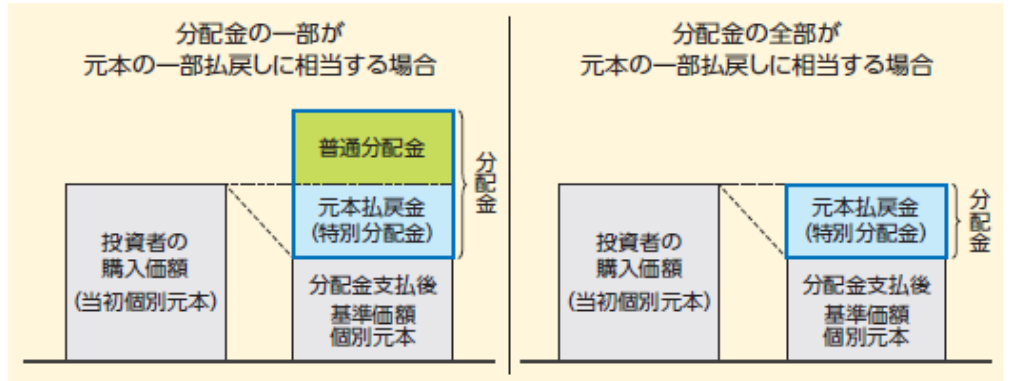 分配金の一部が
元本の一部払戻しに相当する場合
普通分配金
元本払戻金
(特別分配金)
分配金
投資者の
購入価額
(当初個別元本)
分配金支払後
基準価額
個別元本
分配金の全部が
元本の一部払戻しに相当する場合
元本払戻金
(特別分配金)
分配金
投資者の
購入価額
(当初個別元本)
分配金支払後
基準価額
個別元本